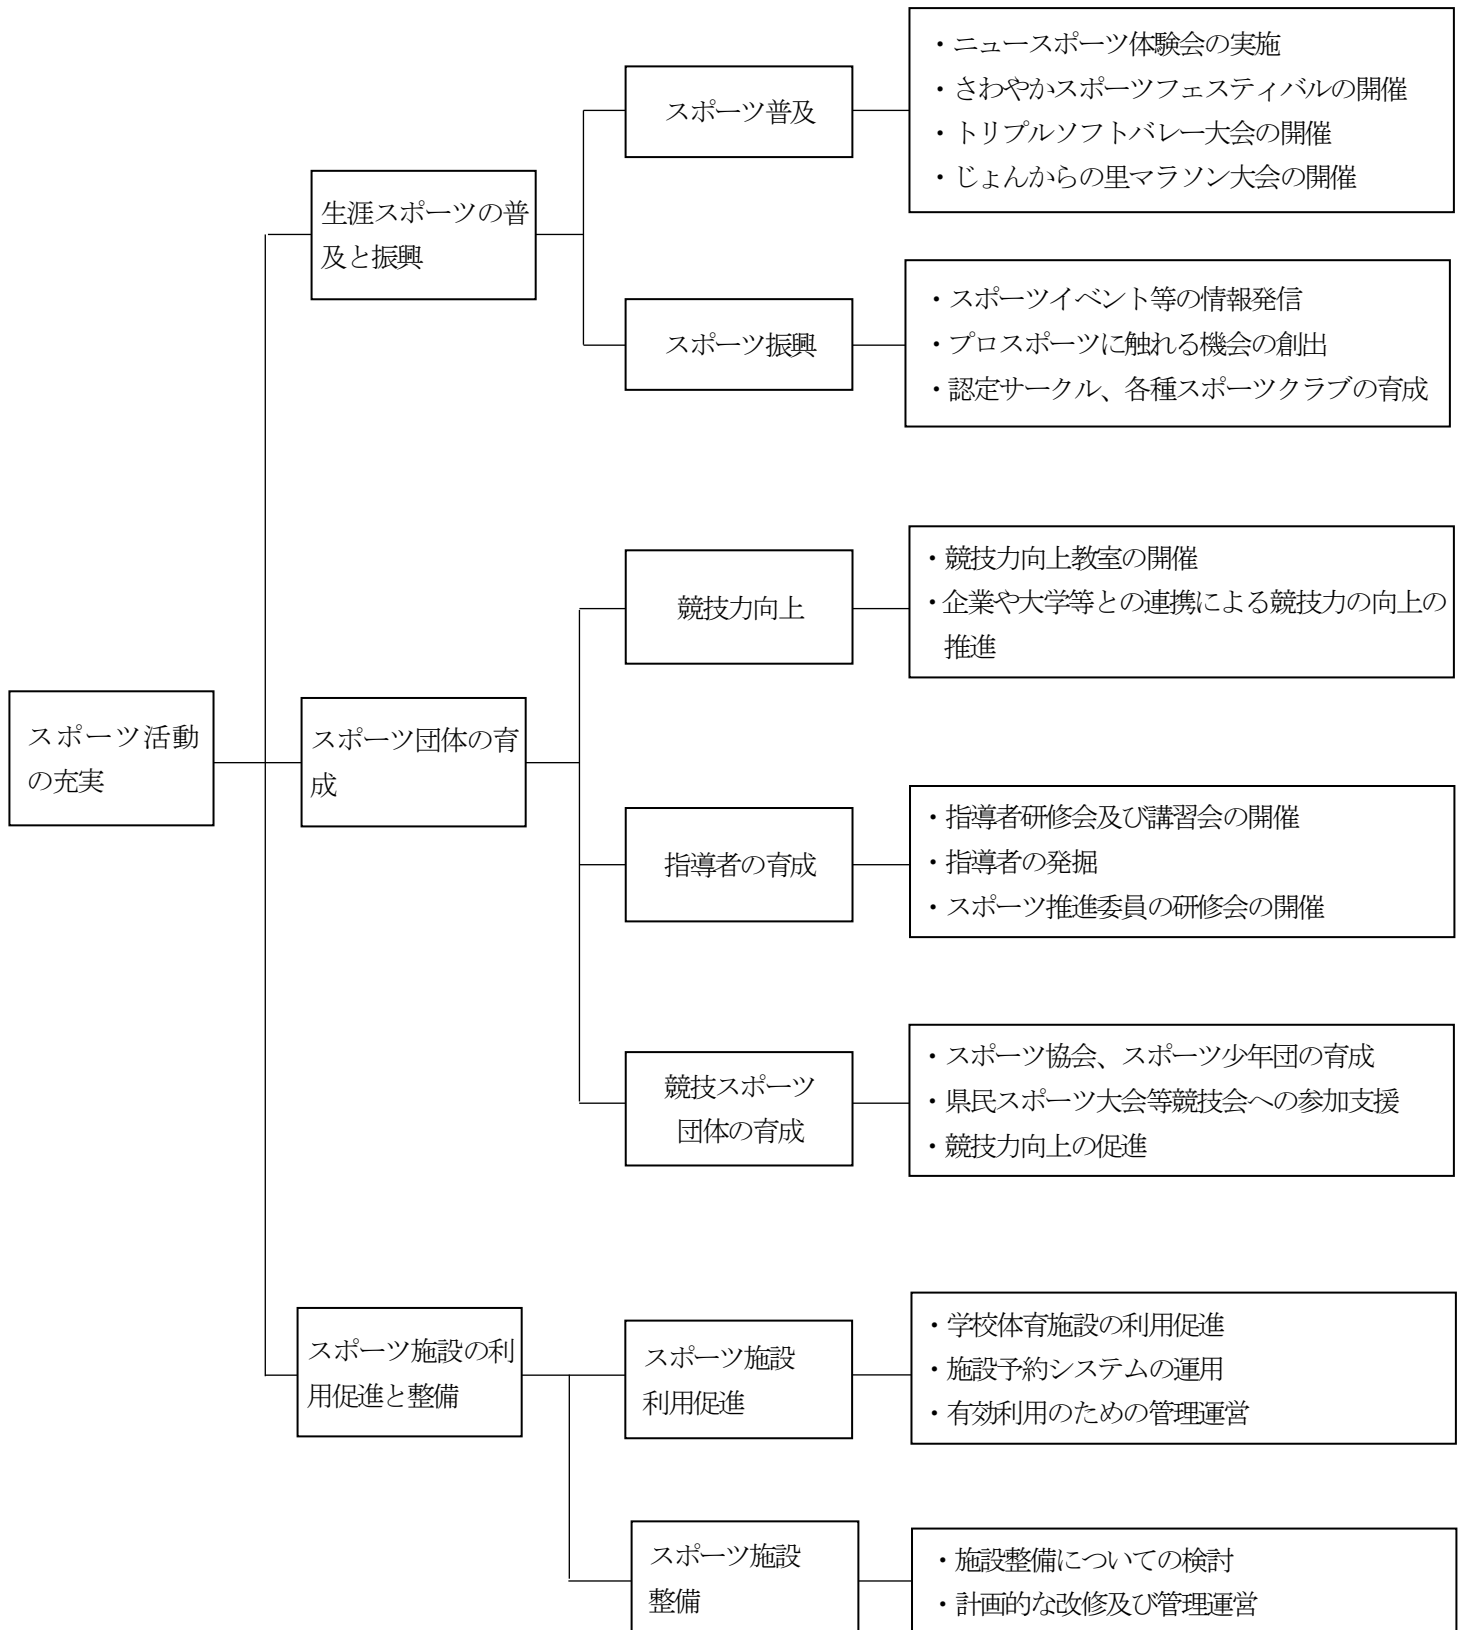 スポーツ活動
の充実
生涯スポーツの普
及と振興
スポーツ普及
・ニュースポーツ体験会の実施
・さわやかスポーツフェスティバルの開催
・トリプルソフトバレー大会の開催
・じょんからの里マラソン大会の開催
スポーツ振興
・スポーツイベント等の情報発信
・プロスポーツに触れる機会の創出
・認定サークル、各種スポーツクラブの育成
スポーツ団体の育
成
競技力向上
・競技力向上教室の開催
・企業や大学等との連携による競技力の向上の
推進
指導者の育成
・指導者研修会及び講習会の開催
・指導者の発掘
・スポーツ推進委員の研修会の開催
競技スポーツ
団体の育成
・スポーツ協会、スポーツ少年団の育成
・県民スポーツ大会等競技会への参加支援
・競技力向上の促進
スポーツ施設の利
用促進と整備
スポーツ施設
利用促進
・学校体育施設の利用促進
・施設予約システムの運用
・有効利用のための管理運営
スポーツ施設
整備
・施設整備についての検討
・計画的な改修及び管理運営